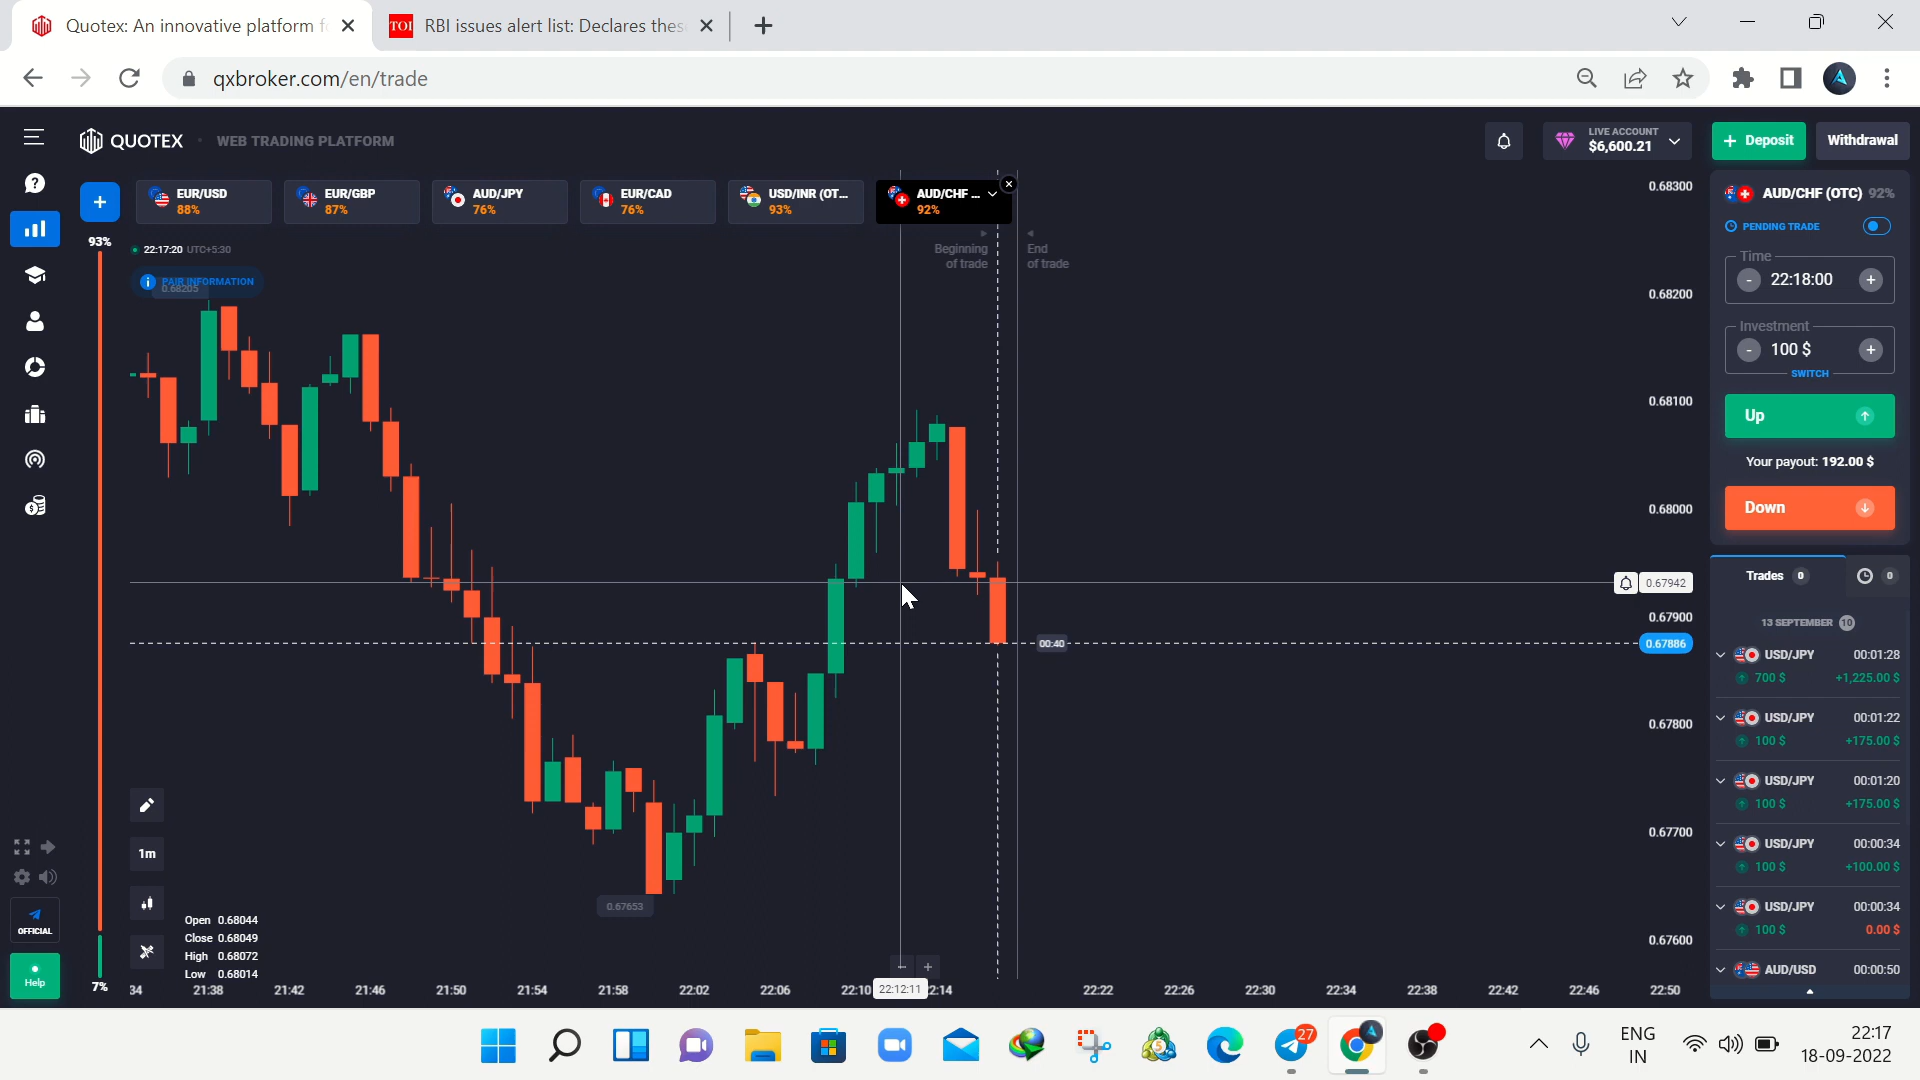 Quotex: An innovative platform f
TOI RBI issues alert list: Declares thes
qxbroker.com/en/trade
QUOTEX
WEB TRADING PLATFORM
LIVE ACCOUNT
$6,600.21
+ Deposit
Withdrawal
EUR/USD
88%
EUR/GBP
87%
AUD/JPY
76%
EUR/CAD
76%
USD/INR (OT...
93%
AUD/CHF ...
92%
93%
22:17:20 UTC+5:30
PAIR INFORMATION
0.68205
Beginning
of trade
End
of trade
0.68300
0.68200
0.68100
0.68000
0.67942
0.67900
0.67886
0.67800
0.67700
0.67600
00:40
0.67653
1m
Open 0.68044
Close 0.68049
High 0.68072
Low 0.68014
OFFICIAL
Help
7%
34 21:38 21:42 21:46 21:50 21:54 21:58 22:02 22:06 22:10 22:12:11 2:14 22:22 22:26 22:30 22:34 22:38 22:42 22:46 22:50
AUD/CHF (OTC) 92%
PENDING TRADE
Time
- 22:18:00 +
Investment
- 100 $ +
SWITCH
Up
Your payout: 192.00 $
Down
Trades 0
0
13 SEPTEMBER 10
USD/JPY 00:01:28
700 $ +1,225.00 $
USD/JPY 00:01:22
100 $ +175.00 $
USD/JPY 00:01:20
100 $ +175.00 $
USD/JPY 00:00:34
100 $ +100.00 $
USD/JPY 00:00:34
100 $ 0.00 $
AUD/USD 00:00:50
27
ENG
IN
22:17
18-09-2022